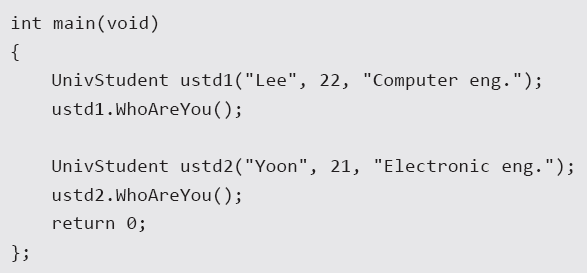 int main(void)
{
    UnivStudent ustd1("Lee", 22, "Computer eng.");
    ustd1.WhoAreYou();

    UnivStudent ustd2("Yoon", 21, "Electronic eng.");
    ustd2.WhoAreYou();
    return 0;
};